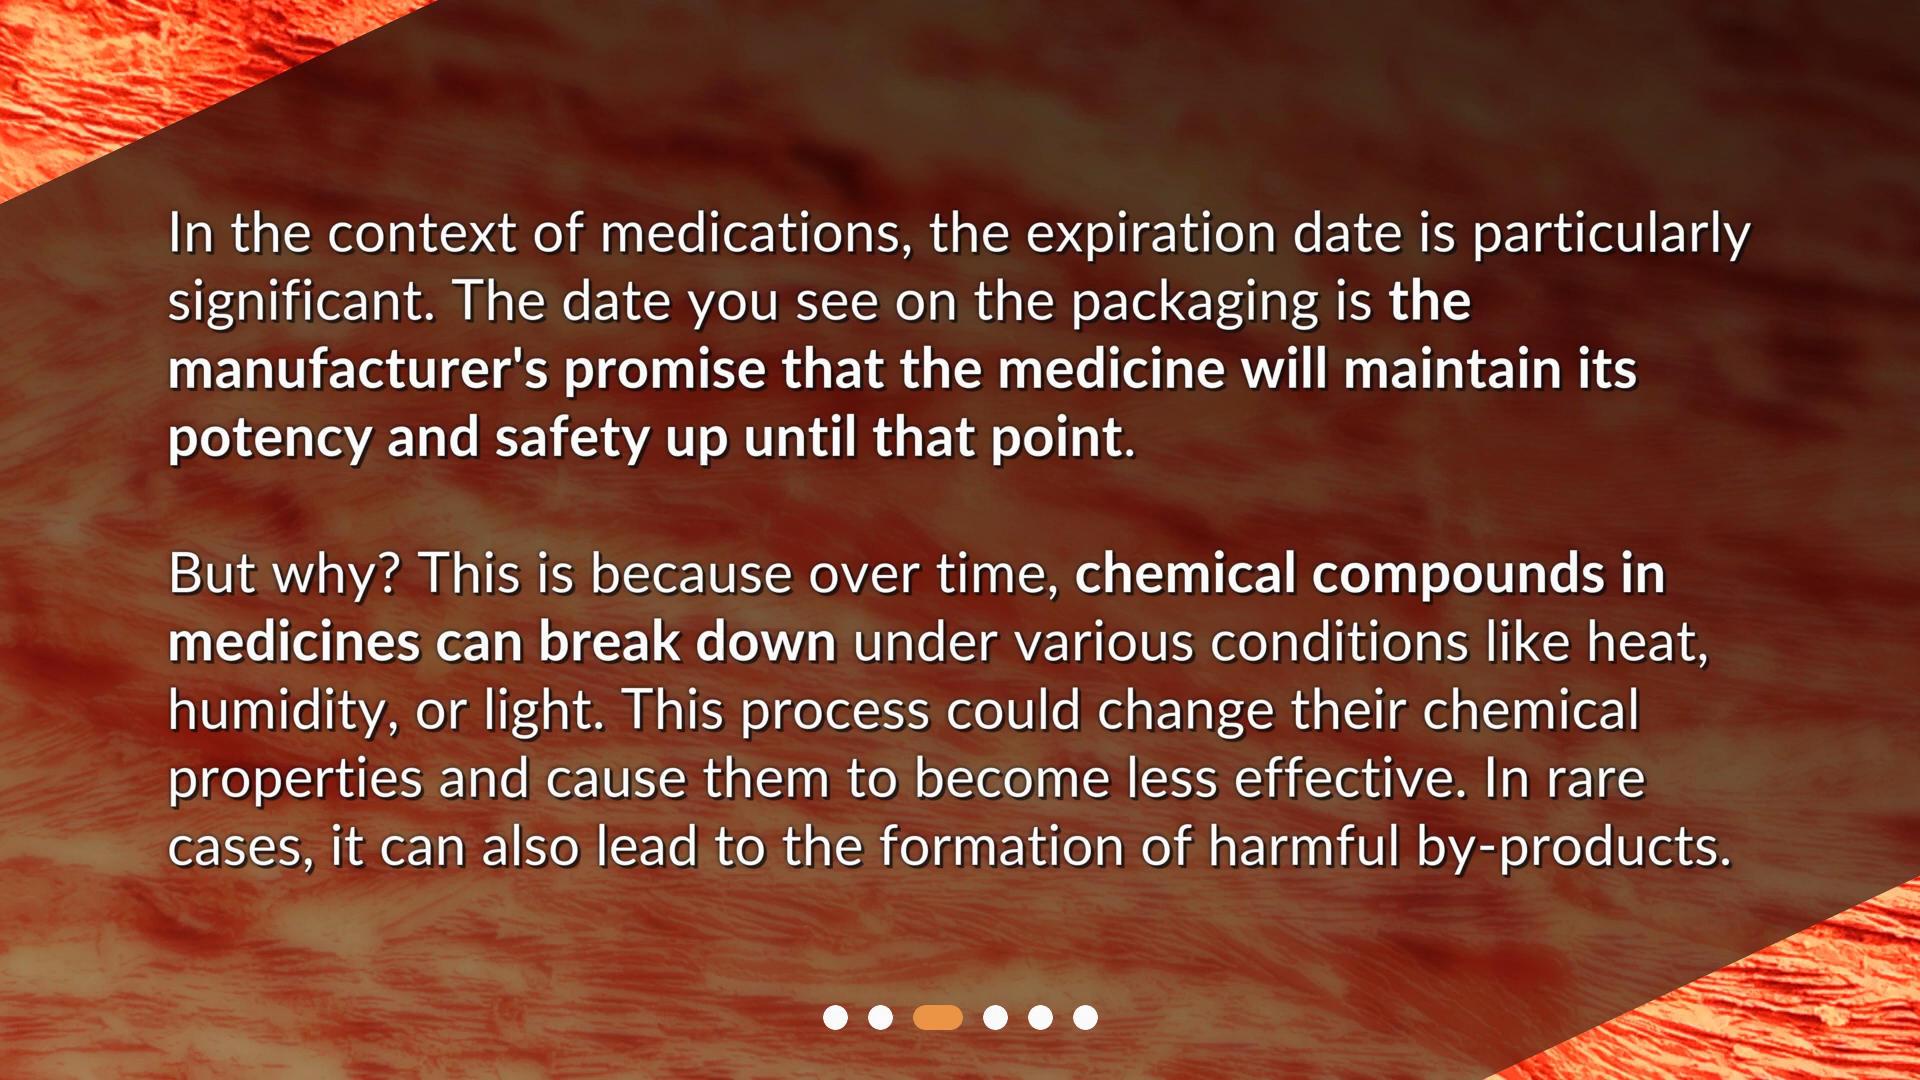 In the context of medications, the expiration date is particularly
significant. The date you see on the packaging is the
manufacturer's promise that the medicine will maintain its
potency and safety up until that point.
But why? This is because over time, chemical compounds in
medicines can break down under various conditions like heat,
humidity, or light. This process could change their chemical
properties and cause them to become less effective. In rare
cases, it can also lead to the formation of harmful by-products.